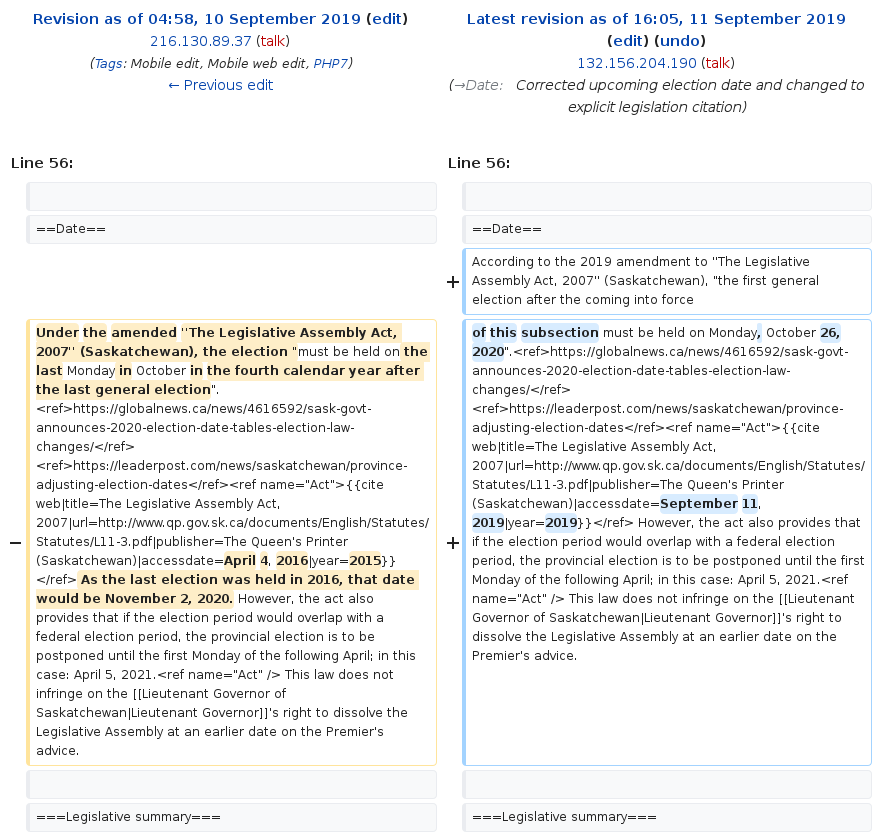 Revision as of 04:58, 10 September 2019 (edit)
216.130.89.37 (talk)
(Tags: Mobile edit, Mobile web edit, PHP7)
← Previous edit
Latest revision as of 16:05, 11 September 2019
(edit) (undo)
132.156.204.190 (talk)
(→Date: Corrected upcoming election date and changed to
explicit legislation citation)
Line 56:
Line 56:
==Date==
==Date==
+
According to the 2019 amendment to ''The Legislative
Assembly Act, 2007'' (Saskatchewan), "the first general
election after the coming into force
−
Under the amended ''The Legislative Assembly Act,
2007'' (Saskatchewan), the election "must be held on the
last Monday in October in the fourth calendar year after
the last general election".
<ref>https://globalnews.ca/news/4616592/sask-govt-
announces-2020-election-date-tables-election-law-
changes/</ref>
<ref>https://leaderpost.com/news/saskatchewan/province-
adjusting-election-dates</ref><ref name="Act">{{cite
web|title=The Legislative Assembly Act,
2007|url=http://www.qp.gov.sk.ca/documents/English/Statutes/
Statutes/L11-3.pdf|publisher=The Queen's Printer
(Saskatchewan)|accessdate=April 4, 2016|year=2015}}
</ref> As the last election was held in 2016, that date
would be November 2, 2020. However, the act also
provides that if the election period would overlap with a
federal election period, the provincial election is to be
postponed until the first Monday of the following April; in this
case: April 5, 2021.<ref name="Act" /> This law does not
infringe on the [[Lieutenant Governor of
Saskatchewan|Lieutenant Governor]]'s right to dissolve the
Legislative Assembly at an earlier date on the Premier's
advice.
+
of this subsection must be held on Monday, October 26,
2020".<ref>https://globalnews.ca/news/4616592/sask-govt-
announces-2020-election-date-tables-election-law-
changes/</ref>
<ref>https://leaderpost.com/news/saskatchewan/province-
adjusting-election-dates</ref><ref name="Act">{{cite
web|title=The Legislative Assembly Act,
2007|url=http://www.qp.gov.sk.ca/documents/English/Statutes/
Statutes/L11-3.pdf|publisher=The Queen's Printer
(Saskatchewan)|accessdate=September 11,
2019|year=2019}}</ref> However, the act also provides that
if the election period would overlap with a federal election
period, the provincial election is to be postponed until the first
Monday of the following April; in this case: April 5, 2021.<ref
name="Act" /> This law does not infringe on the [[Lieutenant
Governor of Saskatchewan|Lieutenant Governor]]'s right to
dissolve the Legislative Assembly at an earlier date on the
Premier's advice.
===Legislative summary===
===Legislative summary===